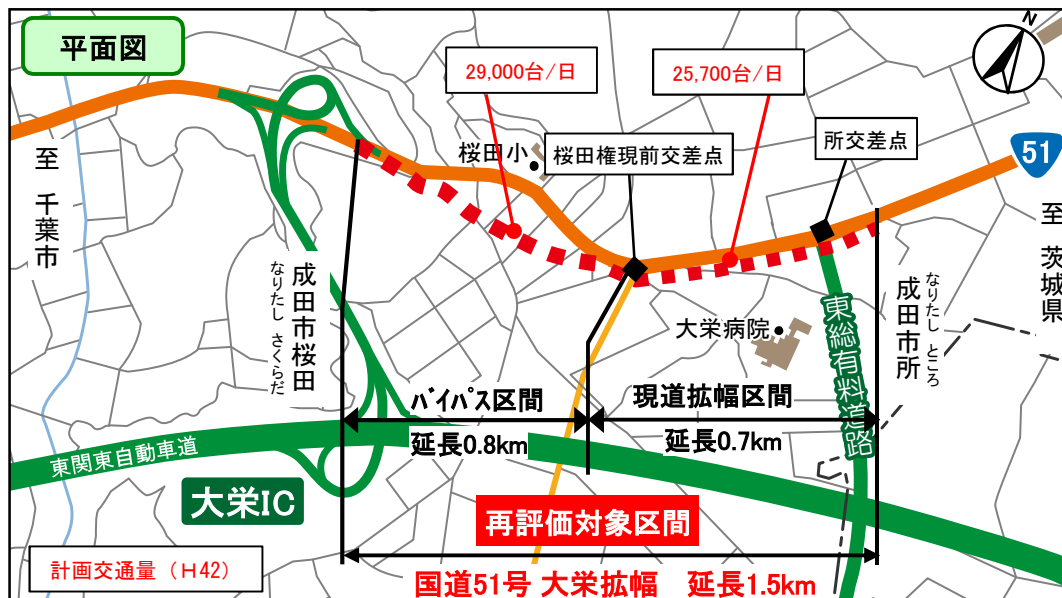 平面図
29,000台/日
25,700台/日
N
桜田小
桜田権現前交差点
所交差点
51
至 千葉市
至 茨城県
成田市桜田
なりたし さくらだ
成田市所
なりたし ところ
大栄病院
東総有料道路
バイパス区間
延長0.8km
現道拡幅区間
延長0.7km
東関東自動車道
大栄IC
再評価対象区間
計画交通量（H42）
国道51号 大栄拡幅 延長1.5km